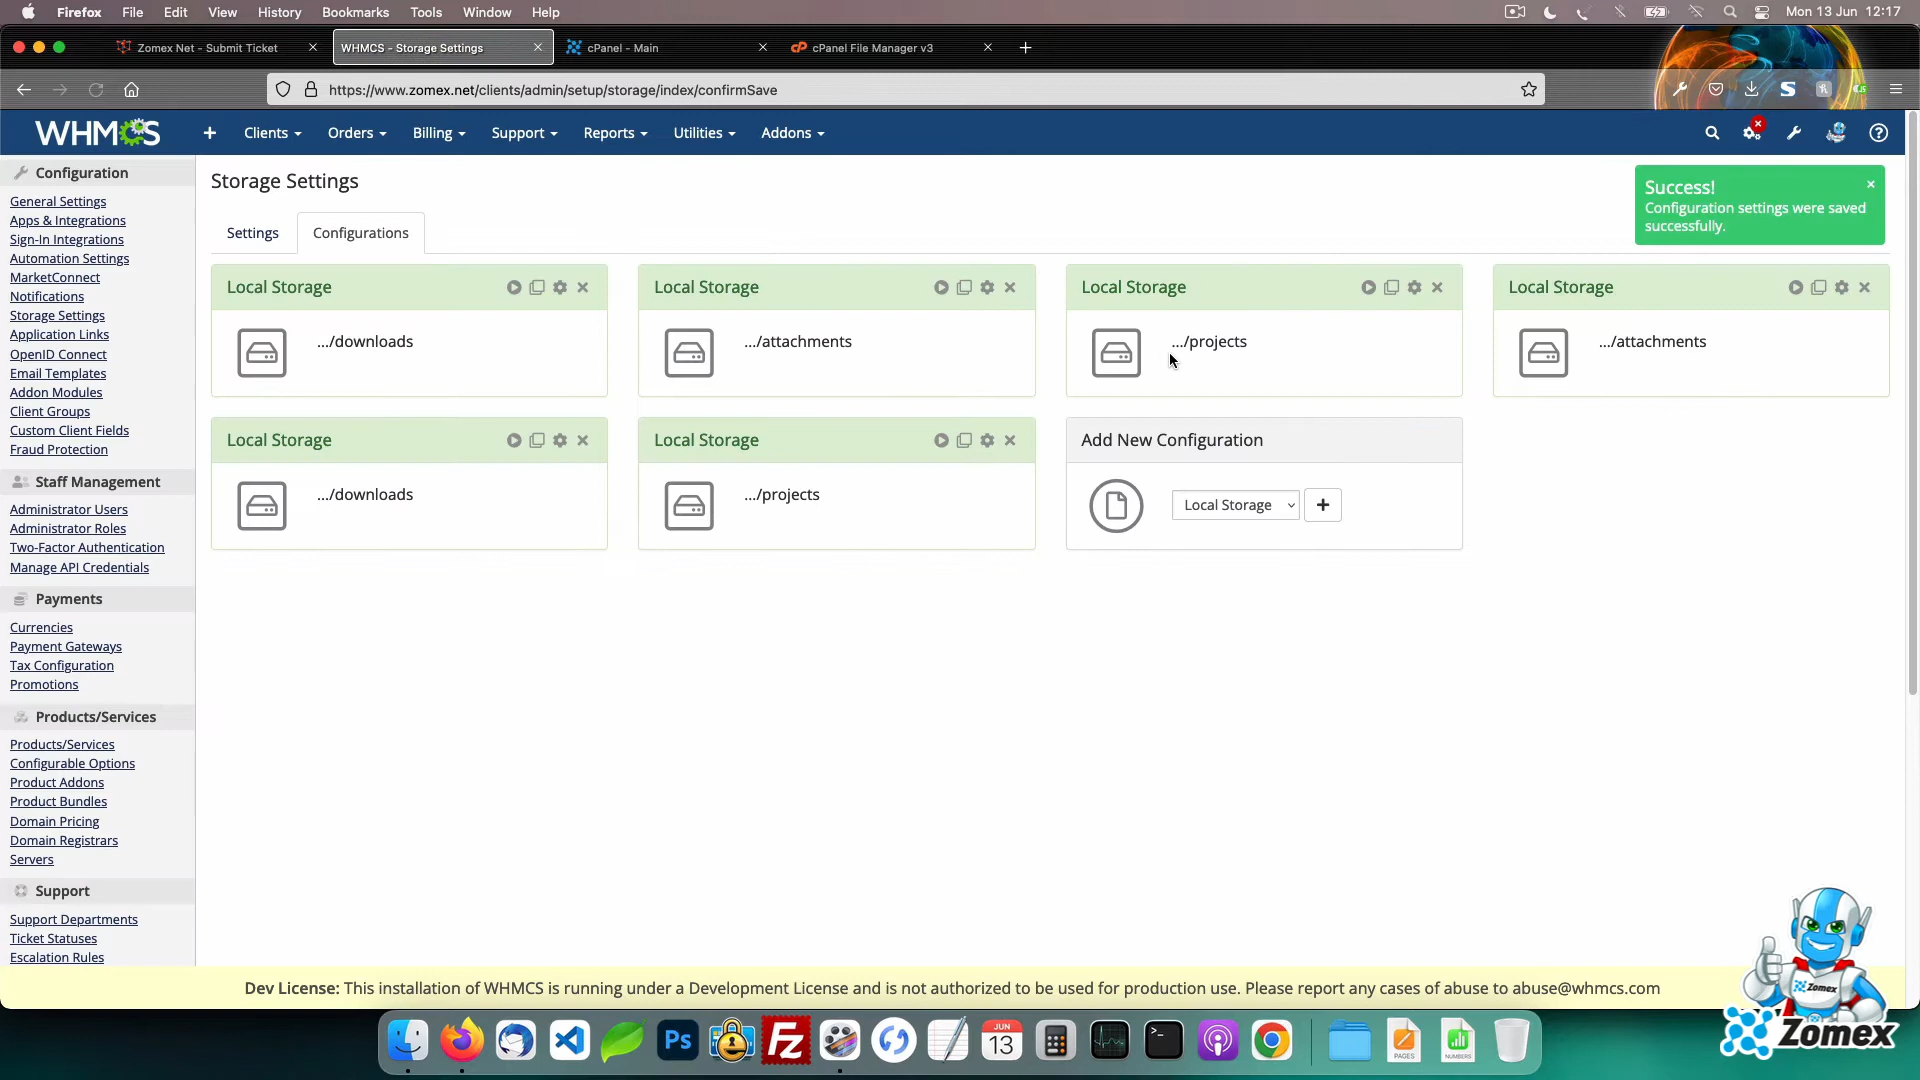 Firefox File Edit View History Bookmarks Tools Window Help Mon 13 Jun 12:17
Zomex Net - Submit Ticket WHMCS - Storage Settings cPanel - Main cPanel File Manager v3
https://www.zomex.net/clients/admin/setup/storage/index/confirmSave
WHMCS Clients Orders Billing Support Reports Utilities Addons
Configuration
General Settings
Apps & Integrations
Sign-In Integrations
Automation Settings
MarketConnect
Notifications
Storage Settings
Application Links
OpenID Connect
Email Templates
Addon Modules
Client Groups
Custom Client Fields
Fraud Protection
Staff Management
Administrator Users
Administrator Roles
Two-Factor Authentication
Manage API Credentials
Payments
Currencies
Payment Gateways
Tax Configuration
Promotions
Products/Services
Products/Services
Configurable Options
Product Addons
Product Bundles
Domain Pricing
Domain Registrars
Servers
Support
Support Departments
Ticket Statuses
Escalation Rules
Storage Settings
Settings Configurations
Success!
Configuration settings were saved
successfully.
Local Storage
.../downloads
Local Storage
.../attachments
Local Storage
.../projects
Local Storage
.../attachments
Local Storage
.../downloads
Local Storage
.../projects
Add New Configuration
Local Storage
Dev License: This installation of WHMCS is running under a Development License and is not authorized to be used for production use. Please report any cases of abuse to abuse@whmcs.com
Zomex
Zomex
Ps
Fz
JUN
13
PAGES
NUMBERS